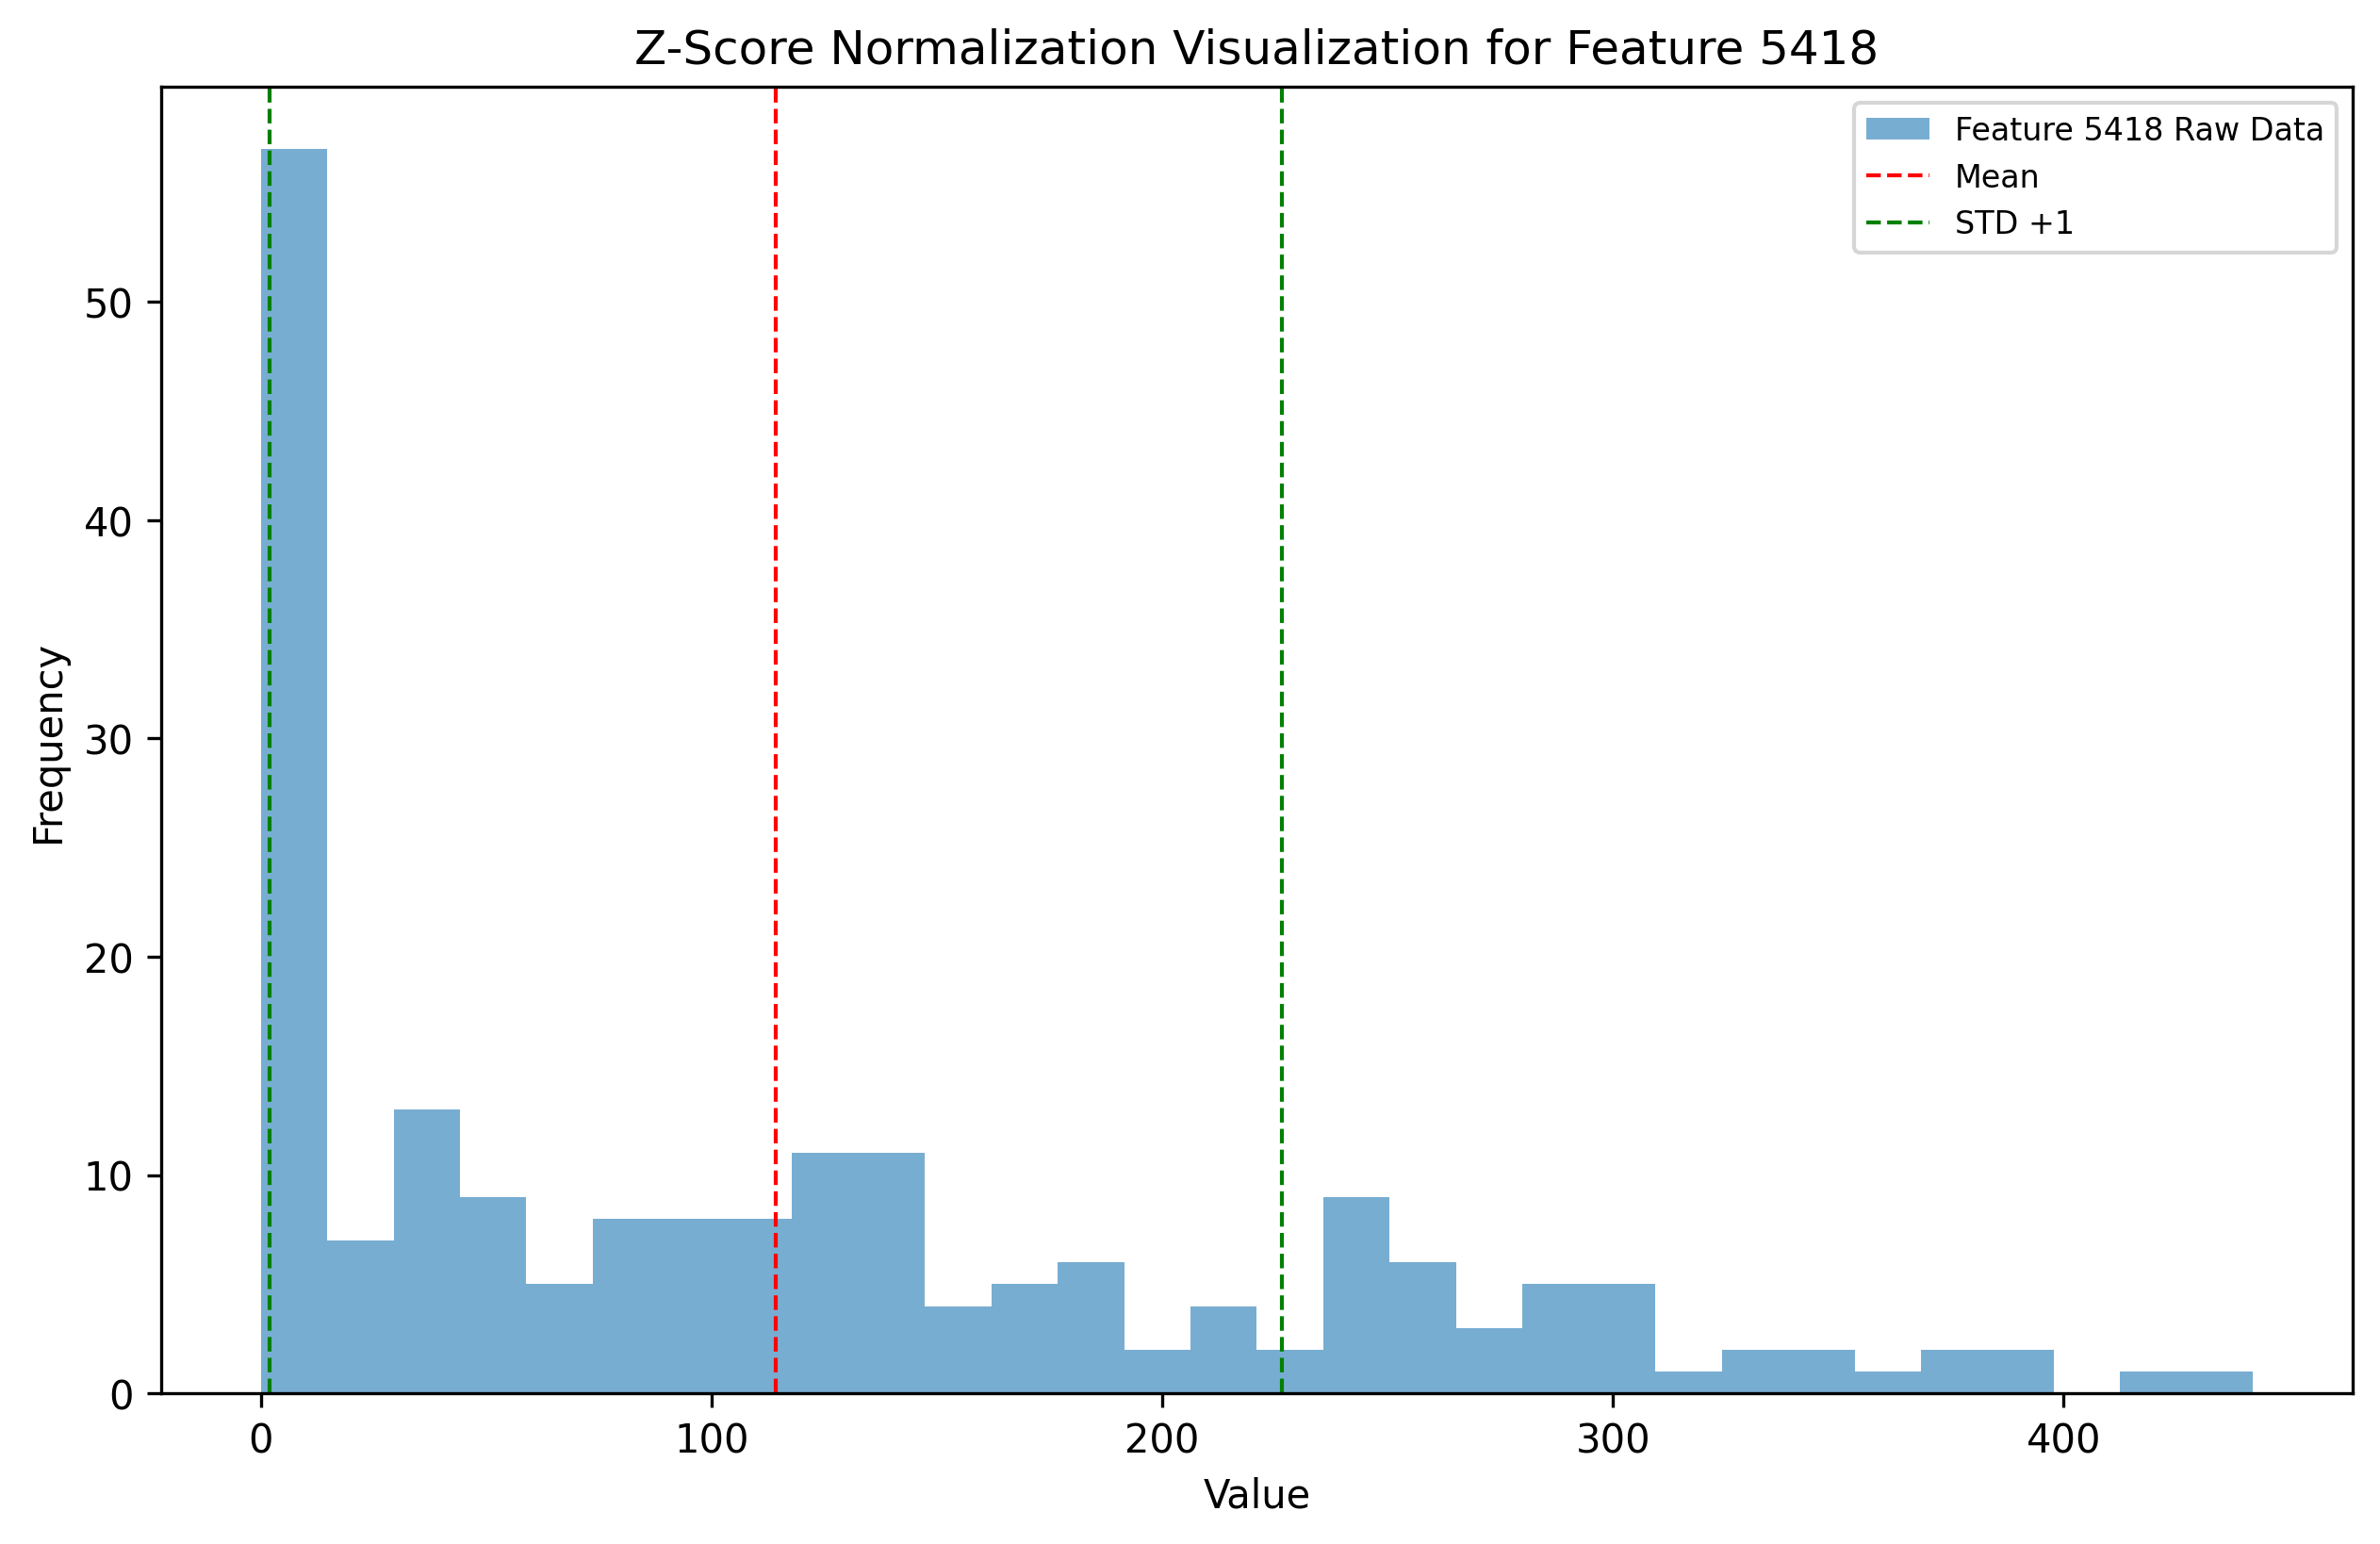 Z-Score Normalization Visualization for Feature 5418
Feature 5418 Raw Data
Mean
STD +1
Frequency
50
40
30
20
10
0
0 100 200 300 400
Value